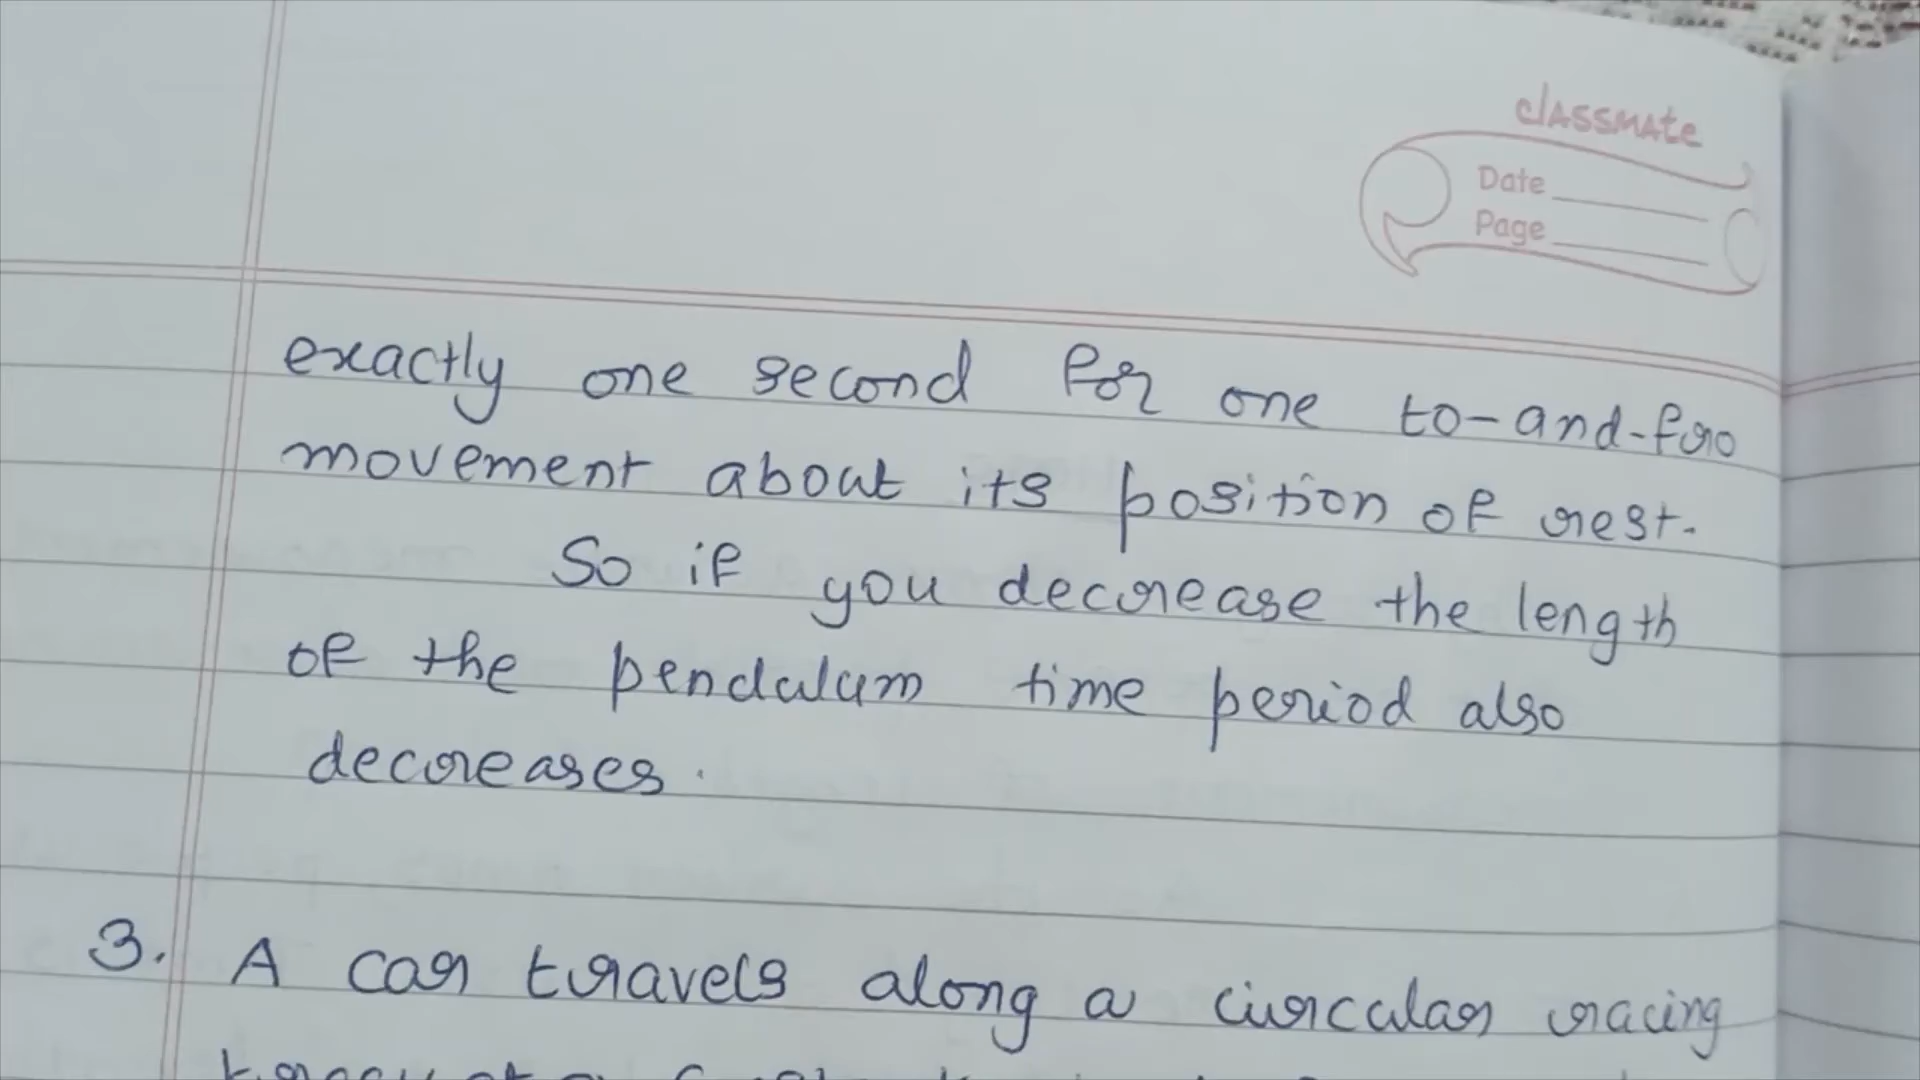 classmate
Date
Page
exactly one second for one to-and-fro
movement about its position of rest.
So if you decrease the length
of the pendulum time period also
decreases.
3. A car travels along a circular racing